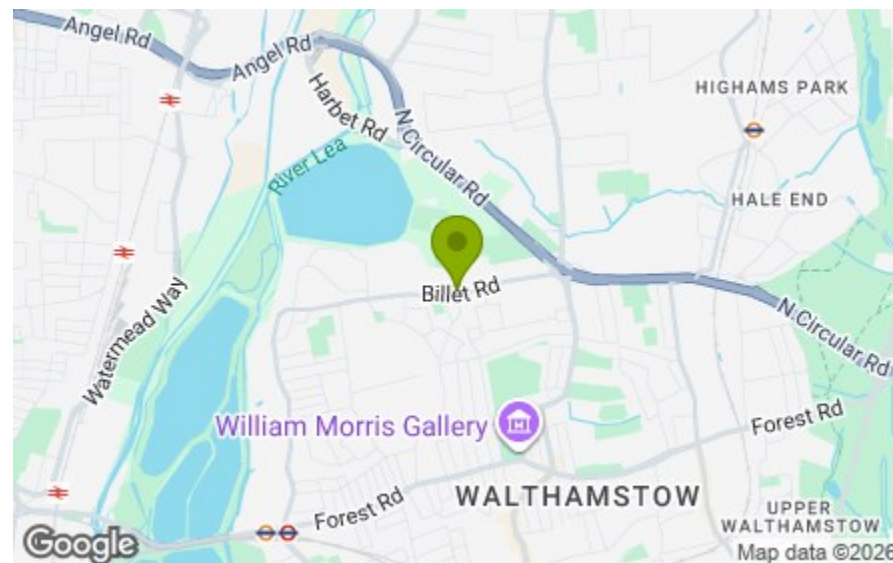 Angel Rd
Angel Rd
Harbet Rd
River Lea
N Circular Rd
HIGHAMS PARK
HALE END
Billet Rd
Watermead Way
N Circular Rd
William Morris Gallery
Forest Rd
Forest Rd
WALTHAMSTOW
UPPER
WALTHAMSTOW
Google
Map data ©2026